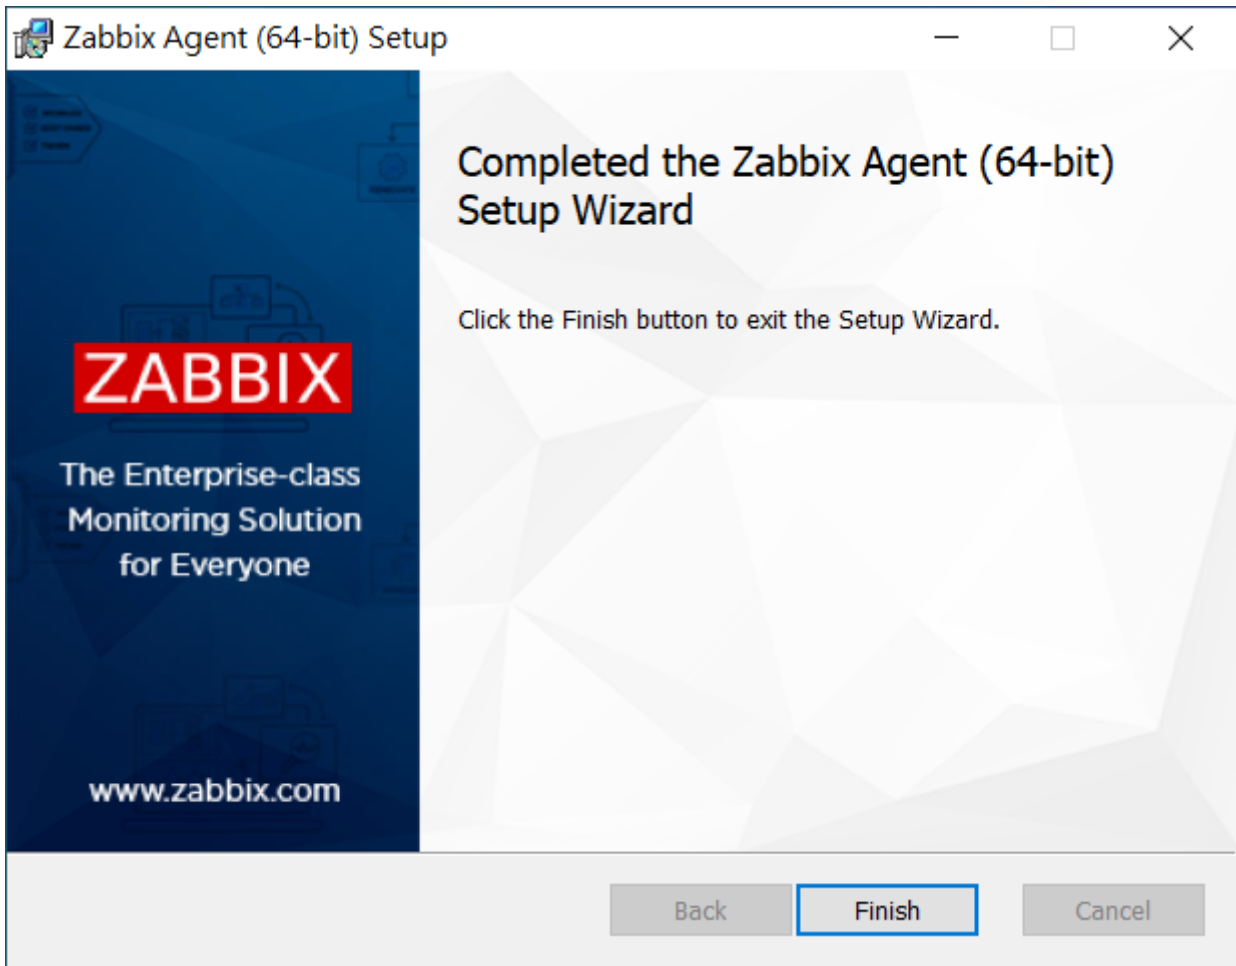 Zabbix Agent (64-bit) Setup
Completed the Zabbix Agent (64-bit)
Setup Wizard
Click the Finish button to exit the Setup Wizard.
ZABBIX
The Enterprise-class
Monitoring Solution
for Everyone
www.zabbix.com
Back
Finish
Cancel